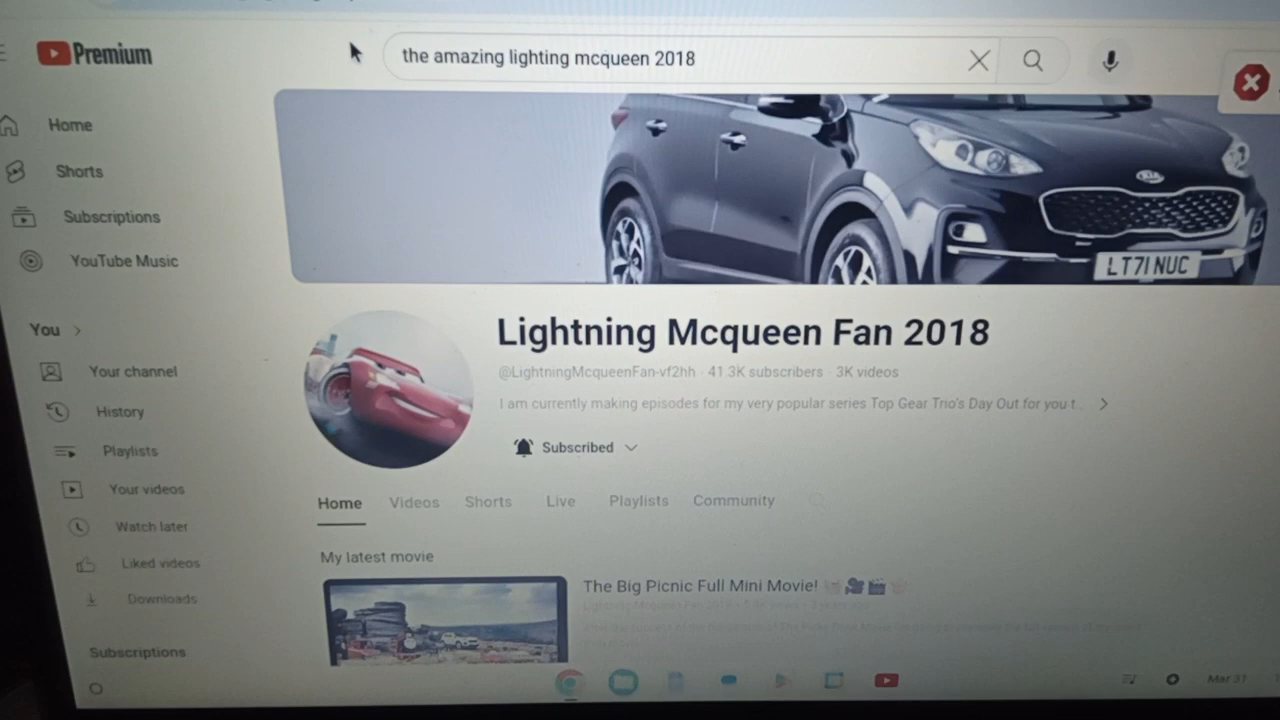 Premium
the amazing lighting mcqueen 2018
Home
Shorts
Subscriptions
YouTube Music
You
Your channel
History
Playlists
Your videos
Watch later
Liked videos
Downloads
Subscriptions
KIA
LT71 NUC
Lightning Mcqueen Fan 2018
@LightningMcqueenFan-vf2hh · 41.3K subscribers · 3K videos
I am currently making episodes for my very popular series Top Gear Trio's Day Out for you t...
Subscribed
Home Videos Shorts Live Playlists Community
My latest movie
The Big Picnic Full Mini Movie!
Mar 31